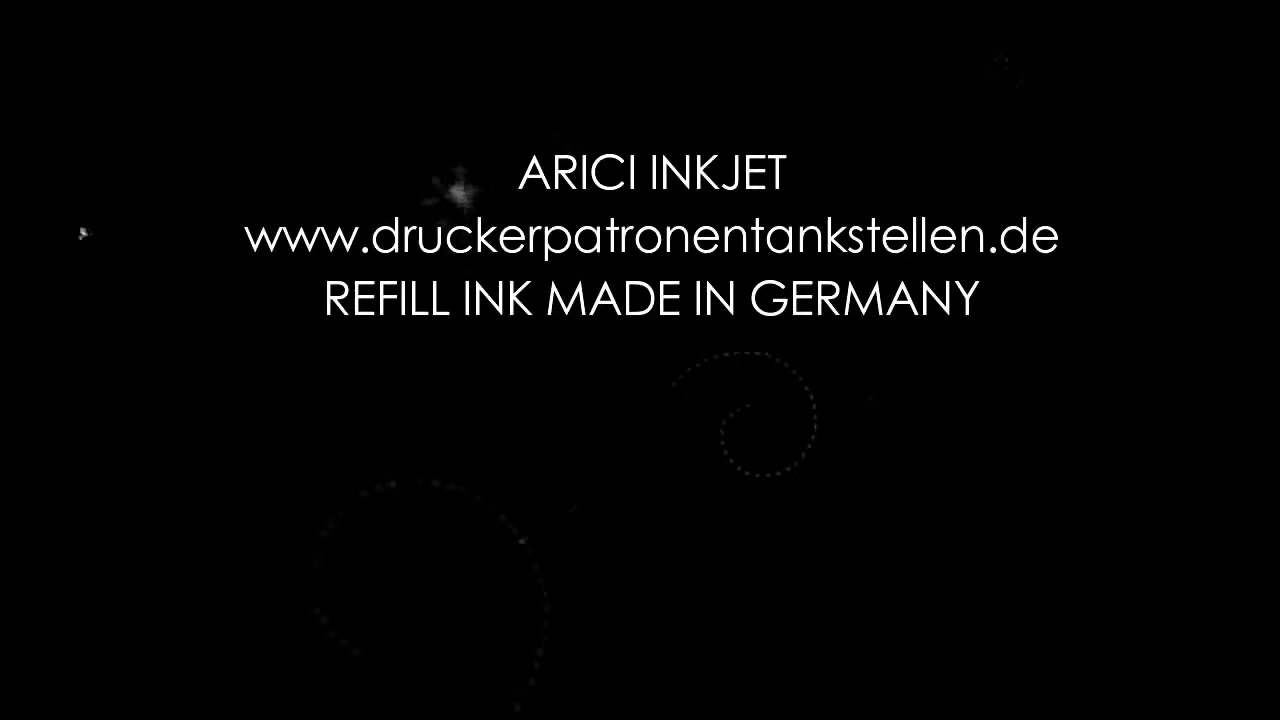 ARICI INKJET
www.druckerpatronentankstellen.de
REFILL INK MADE IN GERMANY